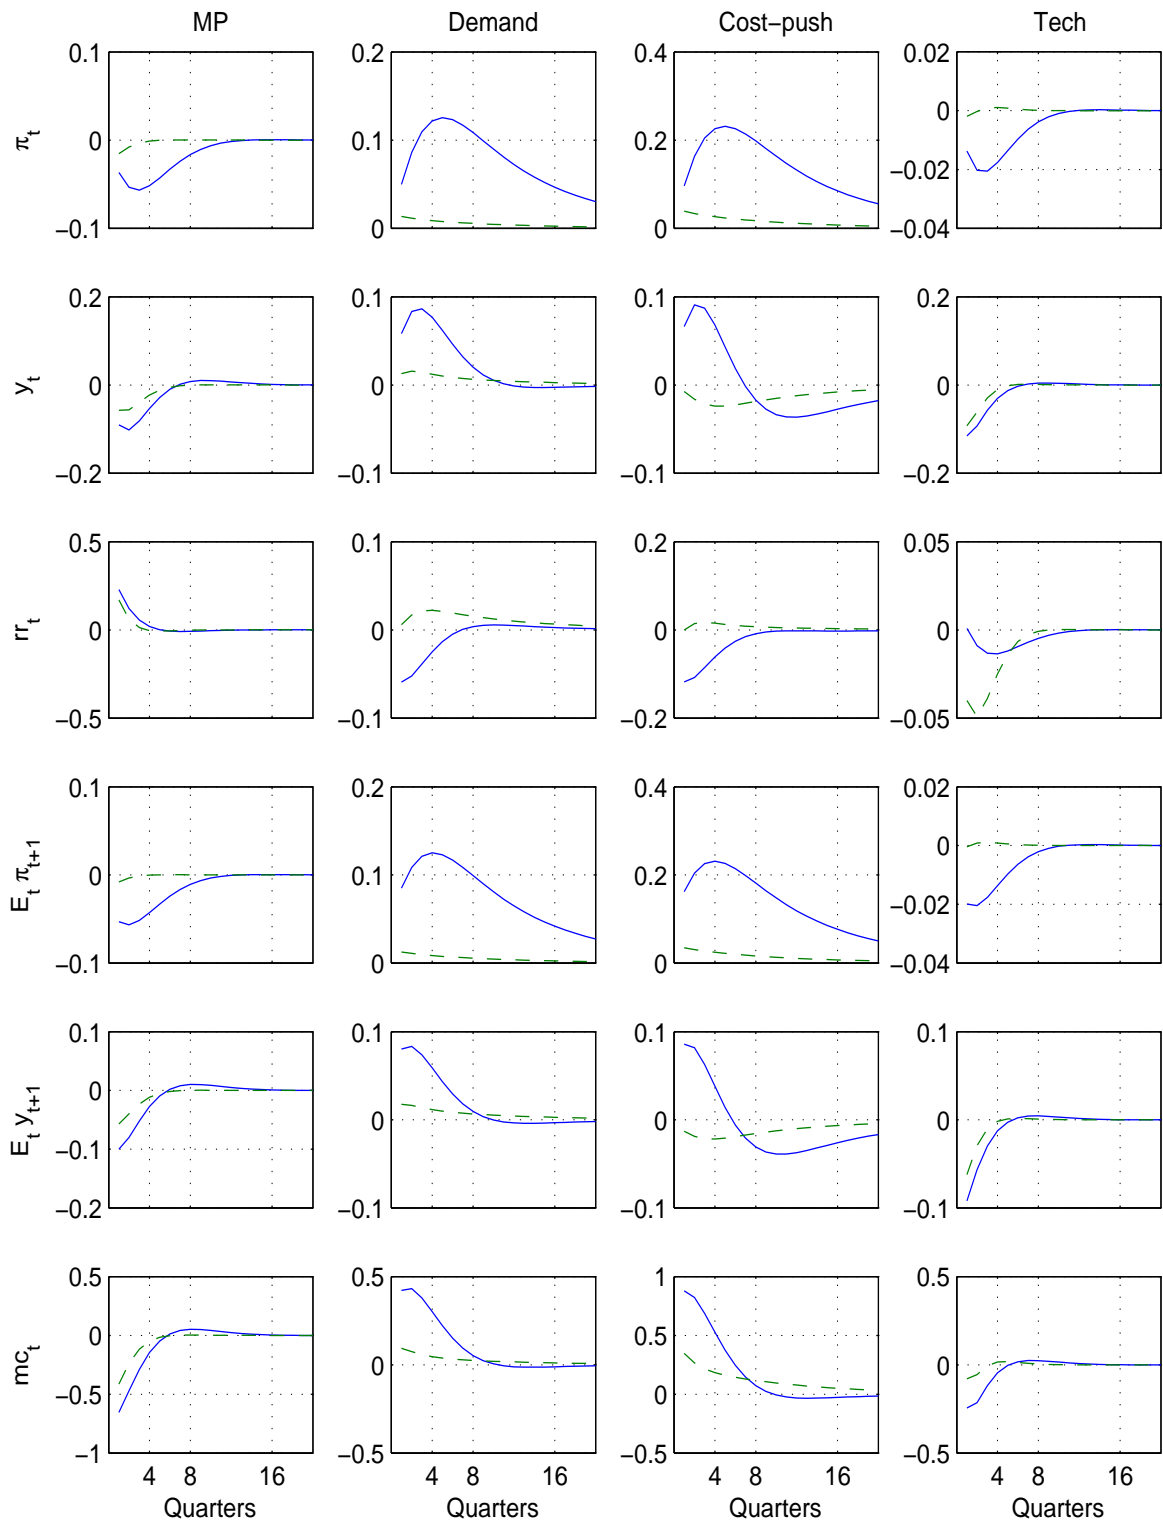 MP Demand Cost−push Tech
π_t
0.1 0.2 0.4 0.02
0 0.1 0.2 0
−0.02
−0.1 0 0 −0.04
y_t
0.2 0.1 0.1 0.2
0 0 0 0
−0.2 −0.1 −0.1 −0.2
rr_t
0.5 0.1 0.2 0.05
0 0 0 0
−0.5 −0.1 −0.2 −0.05
E_t π_{t+1}
0.1 0.2 0.4 0.02
0 0.1 0.2 0
−0.02
−0.1 0 0 −0.04
E_t y_{t+1}
0.1 0.1 0.1 0.1
0 0 0 0
−0.1
−0.2 −0.1 −0.1 −0.1
mc_t
0.5 0.5 1 0.5
0 0 0.5 0
−0.5 0
−1 −0.5 −0.5 −0.5
4 8 16 4 8 16 4 8 16 4 8 16
Quarters Quarters Quarters Quarters